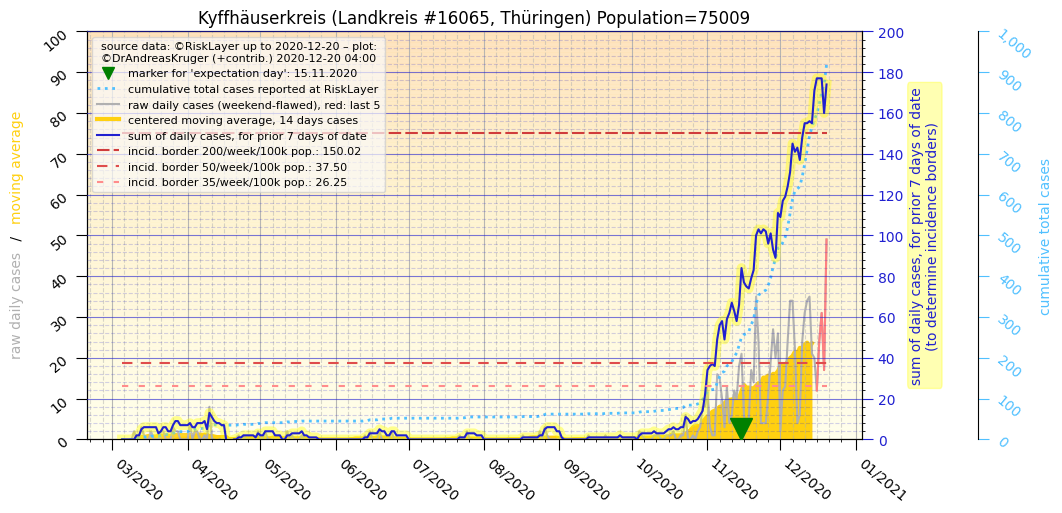 Kyffhäuserkreis (Landkreis #16065, Thüringen) Population=75009
source data: ©RiskLayer up to 2020-12-20 – plot:
©DrAndreasKruger (+contrib.) 2020-12-20 04:00
marker for 'expectation day': 15.11.2020
cumulative total cases reported at RiskLayer
raw daily cases (weekend-flawed), red: last 5
centered moving average, 14 days cases
sum of daily cases, for prior 7 days of date
incid. border 200/week/100k pop.: 150.02
incid. border 50/week/100k pop.: 37.50
incid. border 35/week/100k pop.: 26.25
raw daily cases / moving average
100
90
80
70
60
50
40
30
20
10
0
03/2020
04/2020
05/2020
06/2020
07/2020
08/2020
09/2020
10/2020
11/2020
12/2020
01/2021
200
180
160
140
120
100
80
60
40
20
0
sum of daily cases, for prior 7 days of date
(to determine incidence borders)
1,000
900
800
700
600
500
400
300
200
100
0
cumulative total cases